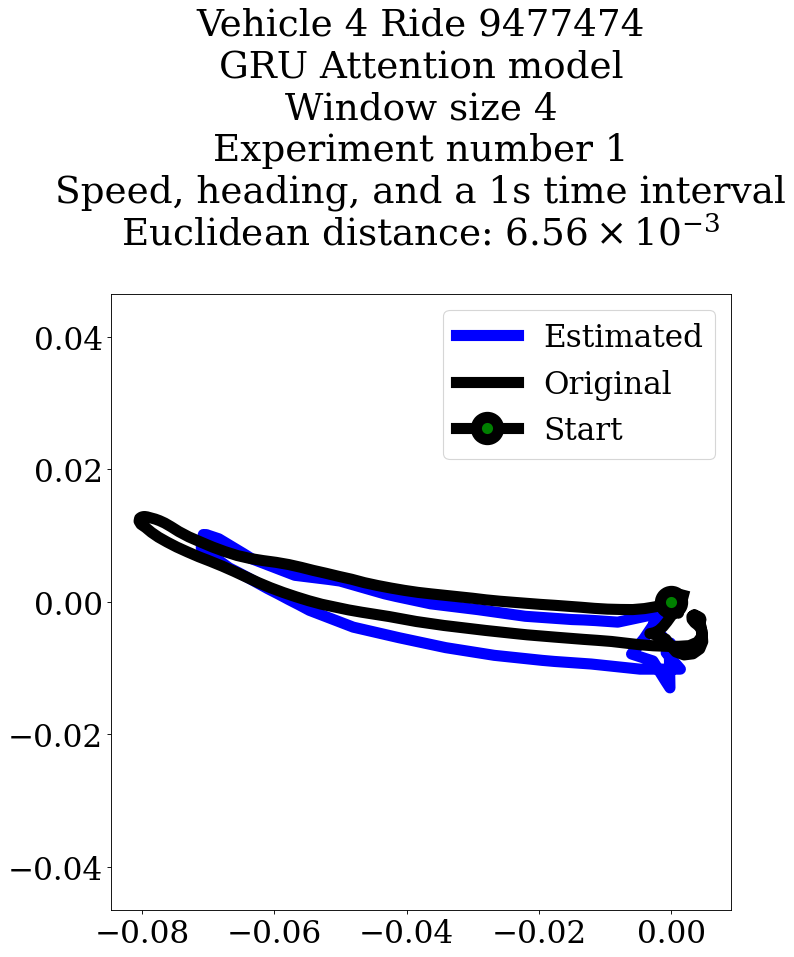 Vehicle 4 Ride 9477474
GRU Attention model
Window size 4
Experiment number 1
Speed, heading, and a 1s time interval
Euclidean distance: 6.56 × 10⁻³
Estimated
Original
Start
0.04
0.02
0.00
−0.02
−0.04
−0.08 −0.06 −0.04 −0.02 0.00